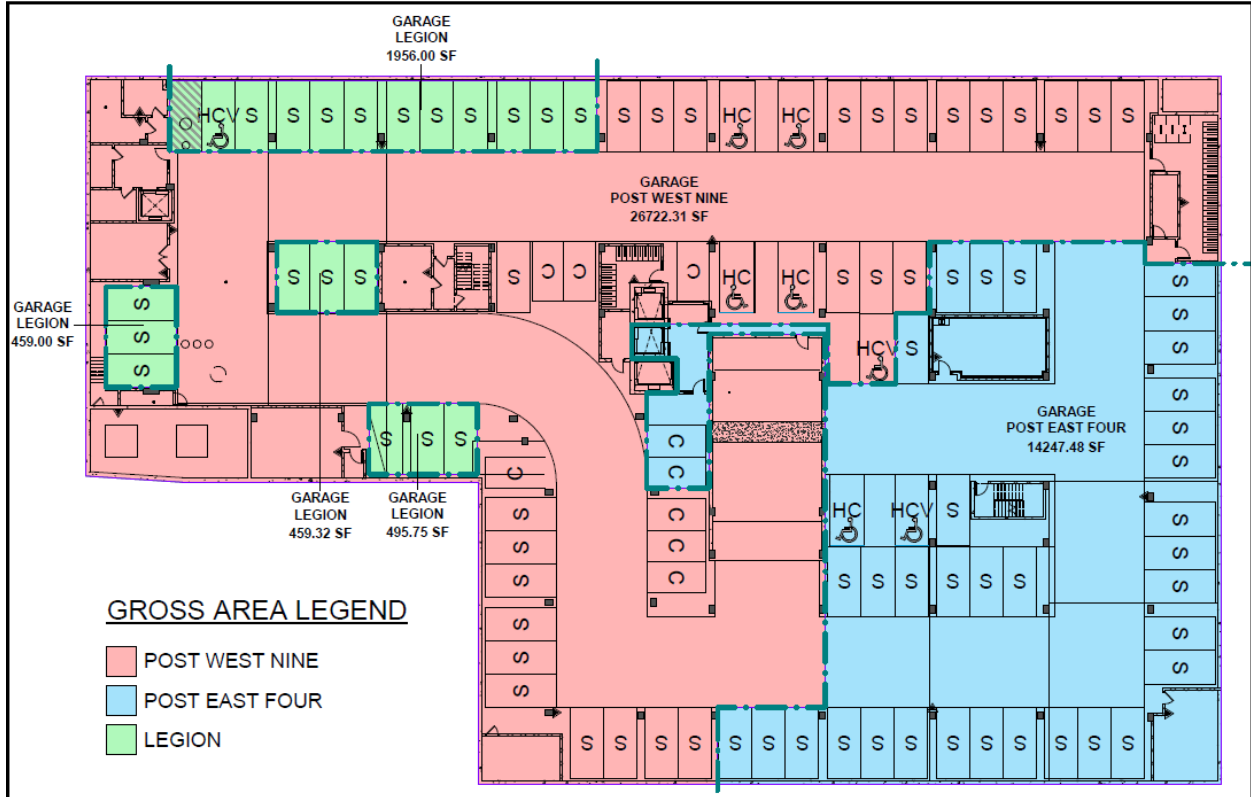 GARAGE
LEGION
1956.00 SF
HCV S S S S S S S S S S S S S HC HC S S S S S S S S S
GARAGE
POST WEST NINE
26722.31 SF
S S S S C C C HC HC S S S S S S
S
S
S
GARAGE
LEGION
459.00 SF
S
S
S
HCV S
S
S
S
GARAGE
POST EAST FOUR
14247.48 SF
S S S
C
C
C
GARAGE
LEGION
459.32 SF
GARAGE
LEGION
495.75 SF
S
S
S
C
C
C
HC HCV S
S
S
S
S S S S S S
GROSS AREA LEGEND
POST WEST NINE
POST EAST FOUR
LEGION
S
S
S
S
S
S S S S S S S S S S S S S S S S